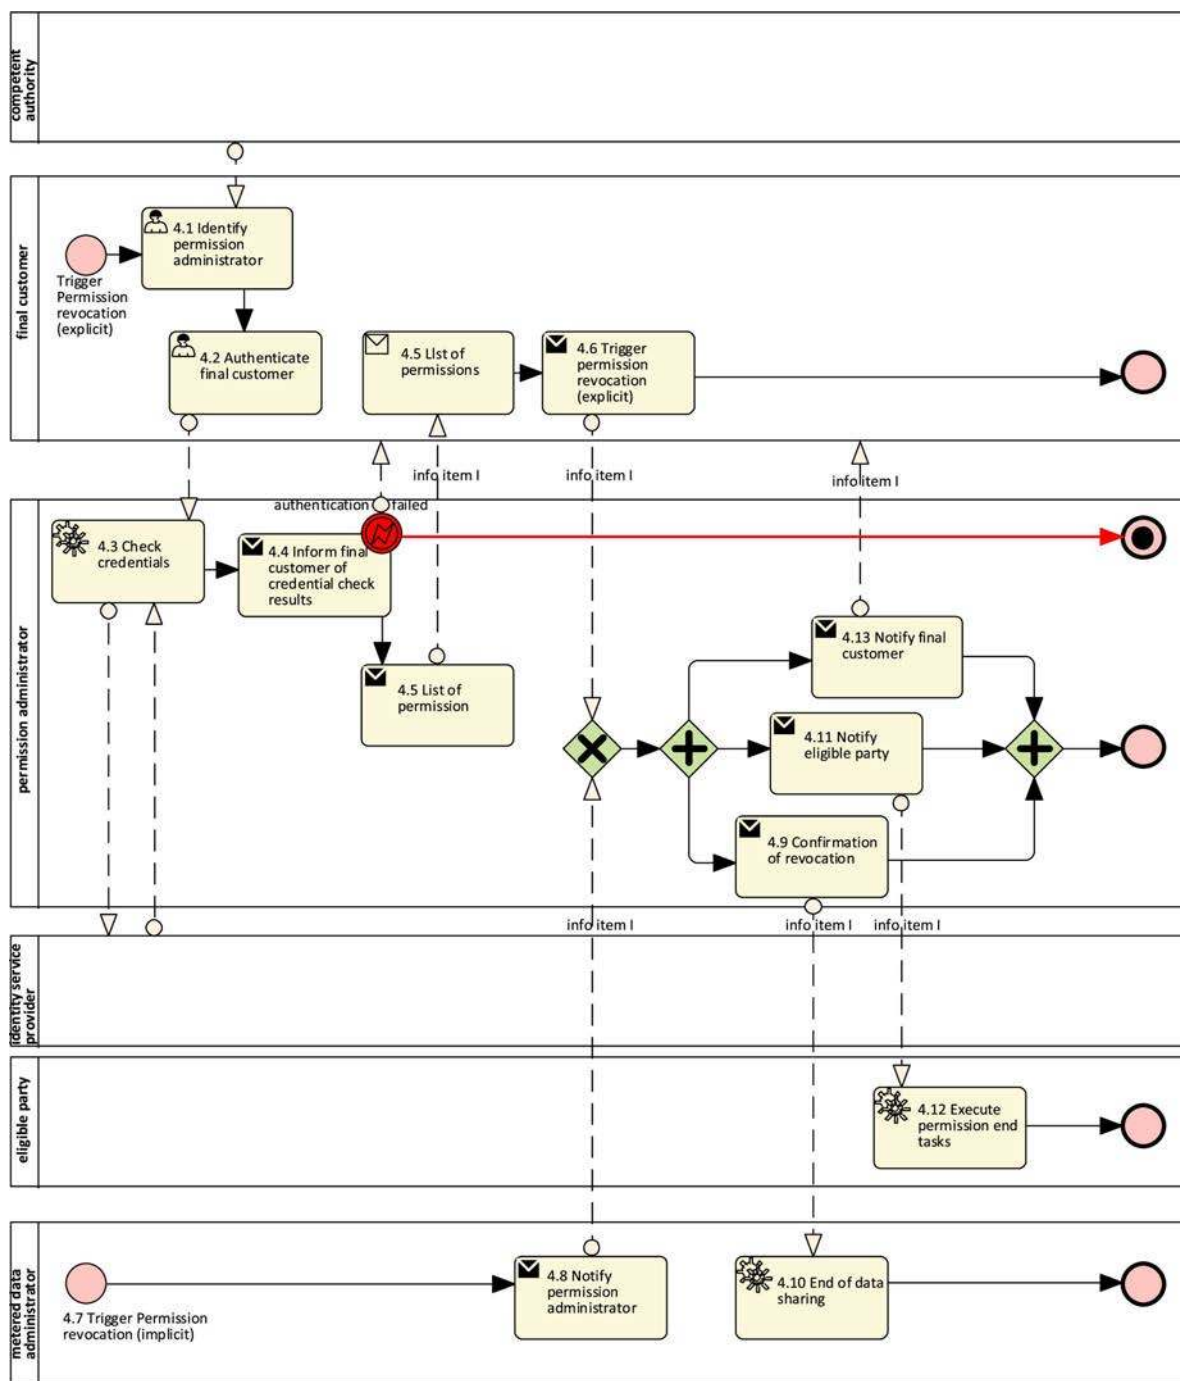 competent
authority
final customer
4.1 Identify
permission
administrator
Trigger
Permission
revocation
(explicit)
4.2 Authenticate
final customer
4.5 LIst of
permissions
4.6 Trigger
permission
revocation
(explicit)
info item I
info item I
info item I
permission administrator
authentication failed
4.3 Check
credentials
4.4 Inform final
customer of
credential check
results
4.5 List of
permission
4.13 Notify final
customer
4.11 Notify
eligible party
4.9 Confirmation
of revocation
info item I
info item I
info item I
identity service
provider
eligible party
4.12 Execute
permission end
tasks
metered data
administrator
4.7 Trigger Permission
revocation (implicit)
4.8 Notify
permission
administrator
4.10 End of data
sharing